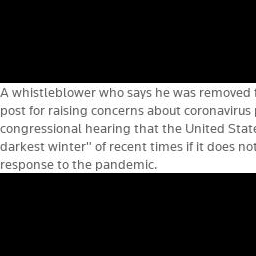 A whistleblower who says he was removed
post for raising concerns about coronavirus
congressional hearing that the United
darkest winter" of recent times if it does not
response to the pandemic.